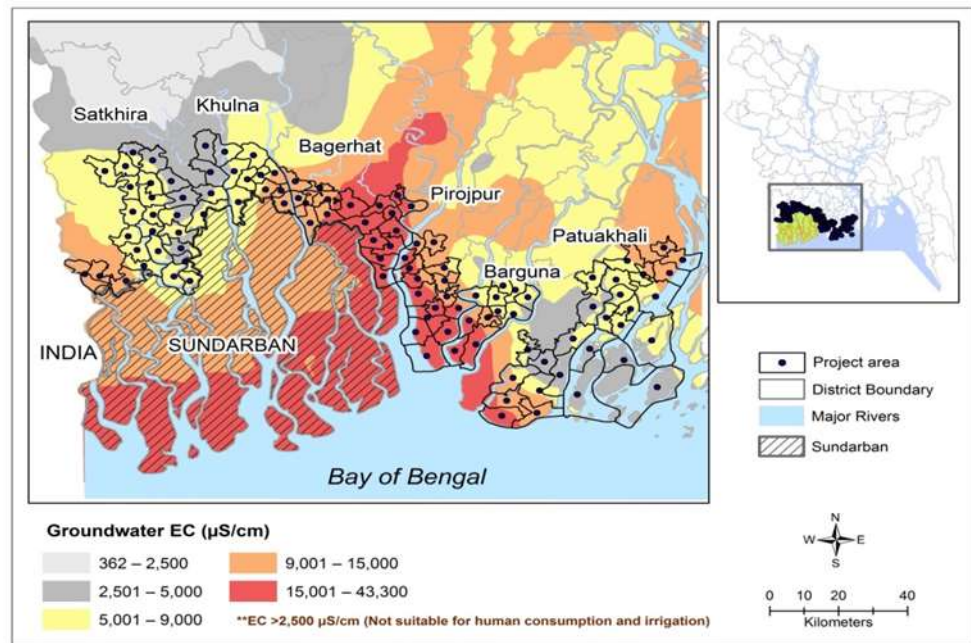 Satkhira
Khulna
Bagerhat
Pirojpur
Patuakhali
Barguna
INDIA
SUNDARBAN
Bay of Bengal
Project area
District Boundary
Major Rivers
Sundarban
Groundwater EC (µS/cm)
362 – 2,500
2,501 – 5,000
5,001 – 9,000
9,001 – 15,000
15,001 – 43,300
**EC >2,500 µS/cm (Not suitable for human consumption and irrigation)
N
W E
S
0 10 20 40
Kilometers